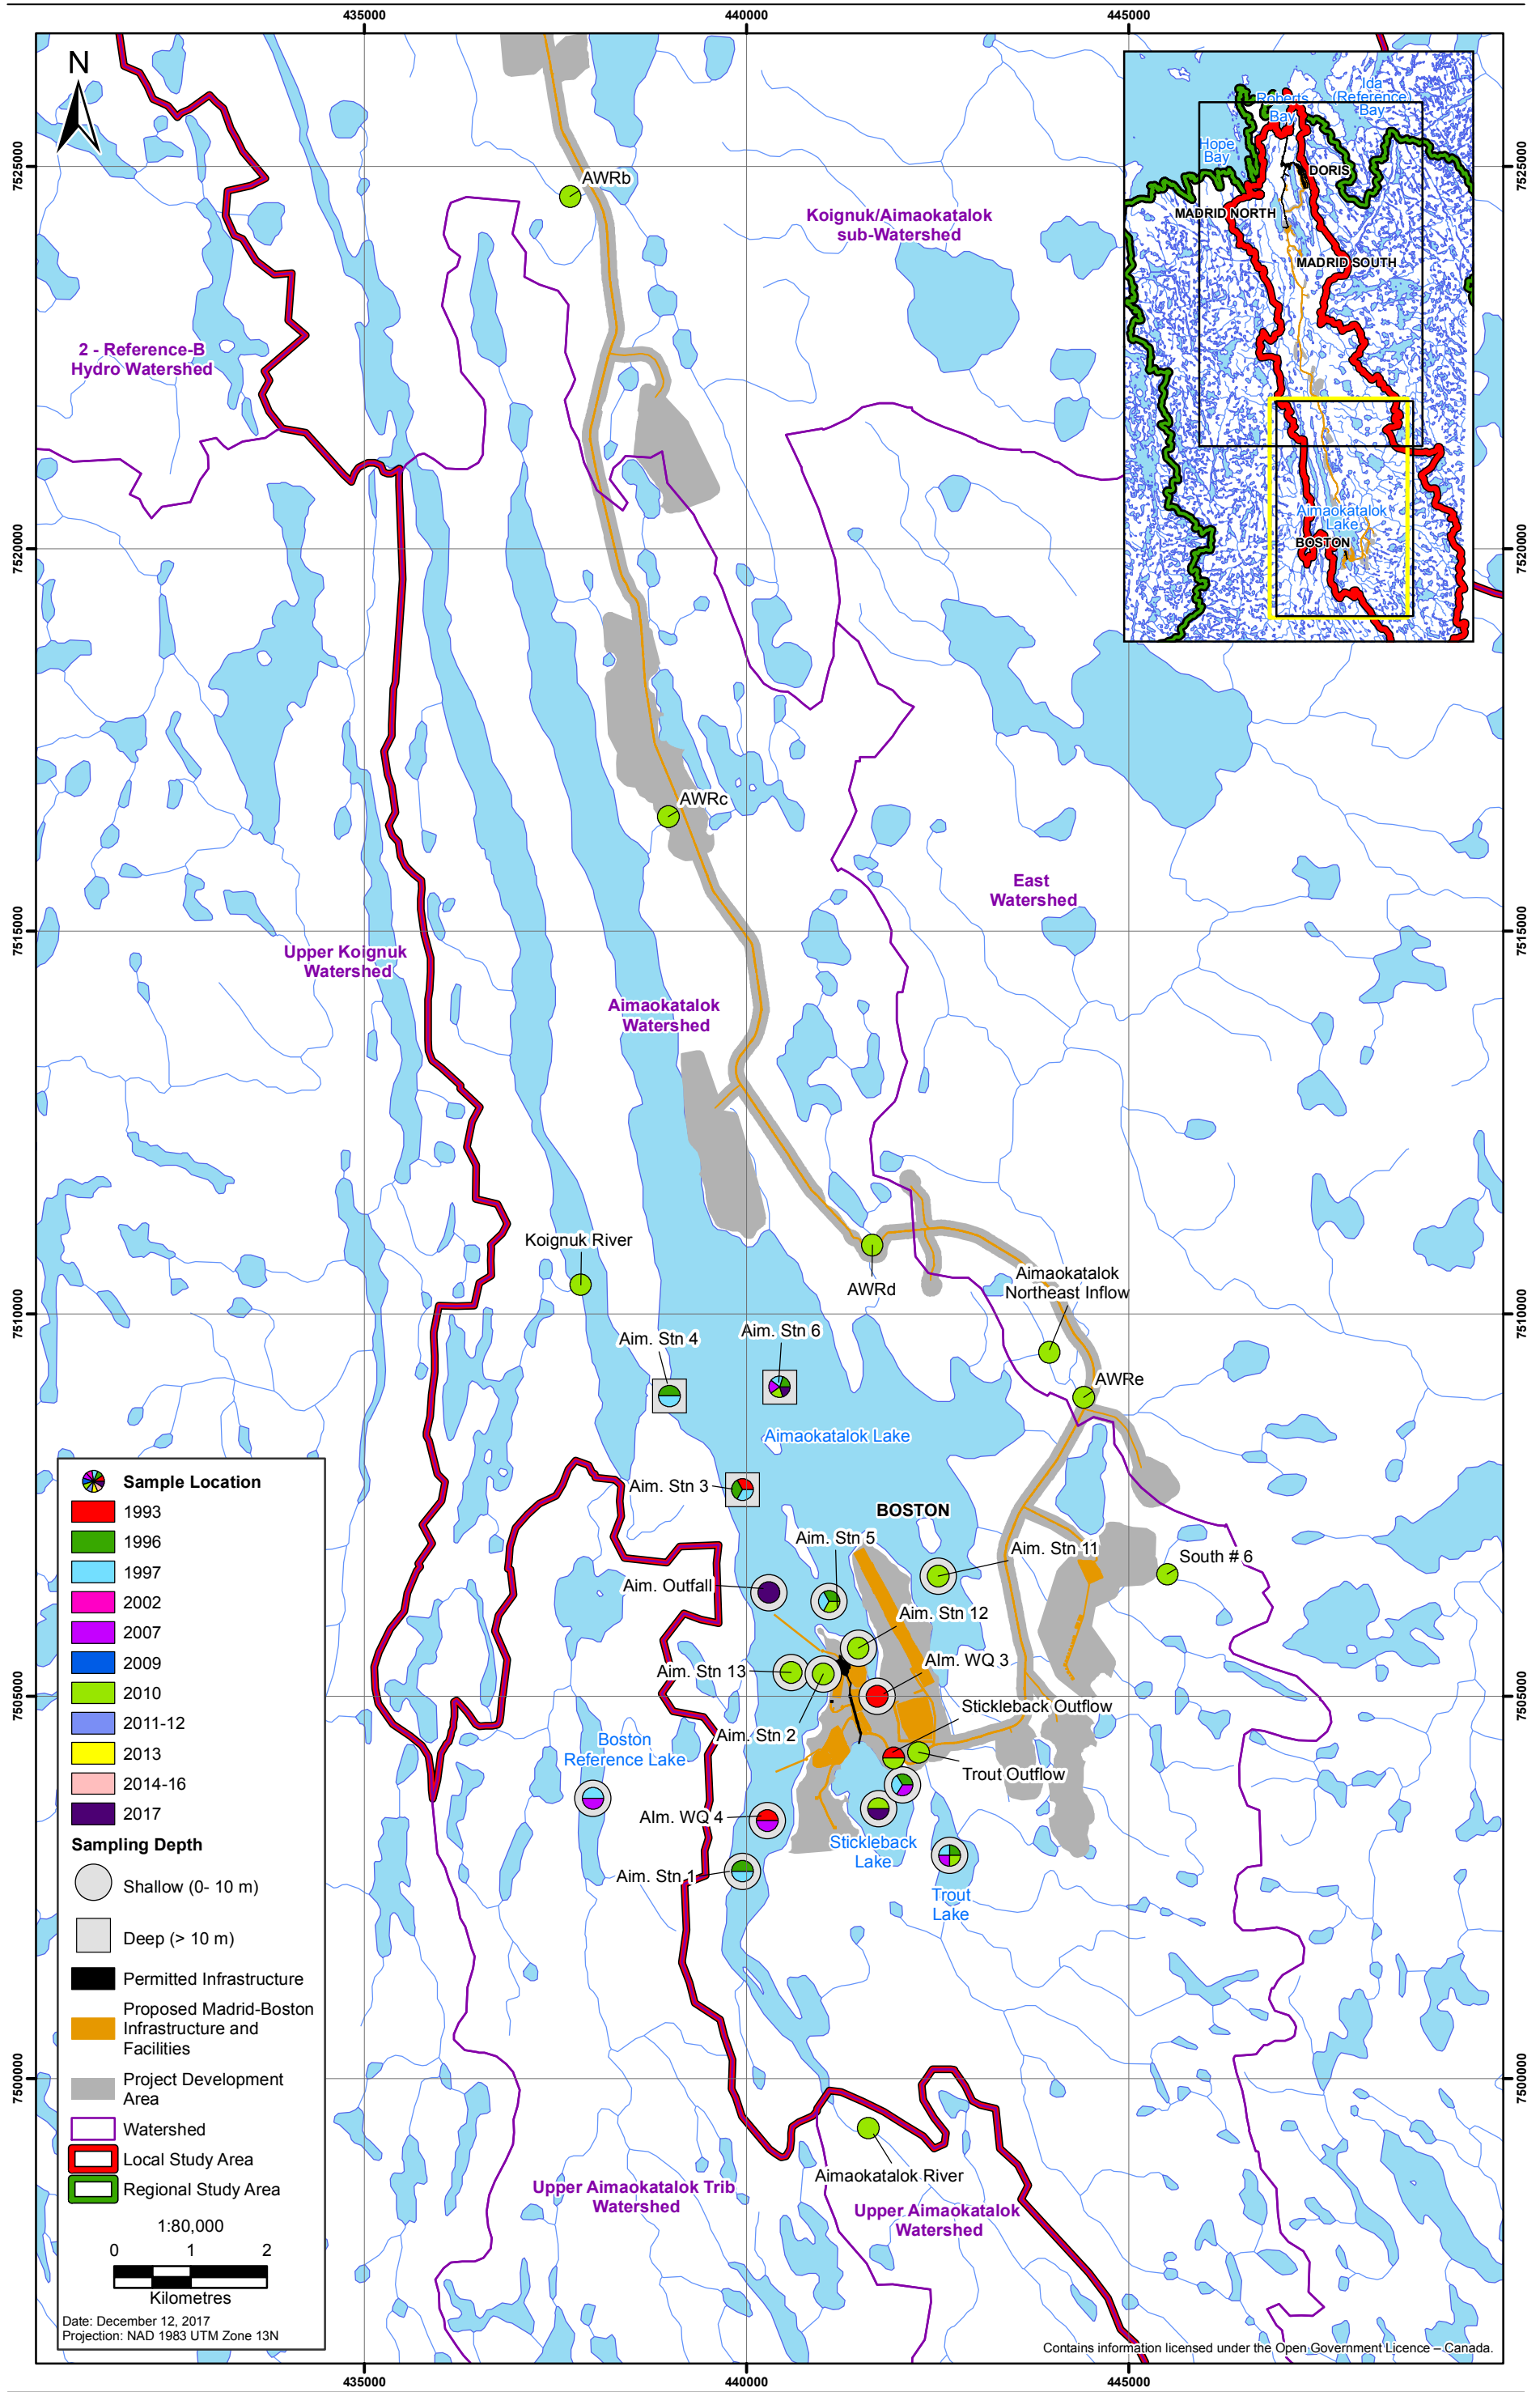 435000
440000
445000
N
7525000
7525000
7520000
7520000
7515000
7515000
7510000
7510000
7505000
7505000
7500000
7500000
Roberts
Bay
Ida
(Reference)
Bay
Hope
Bay
DORIS
MADRID NORTH
MADRID SOUTH
Aimaokatalok
Lake
BOSTON
AWRb
Koignuk/Aimaokatalok
sub-Watershed
2 - Reference-B
Hydro Watershed
AWRc
East
Watershed
Upper Koignuk
Watershed
Aimaokatalok
Watershed
Koignuk River
AWRd
Aimaokatalok
Northeast Inflow
Aim. Stn 4
Aim. Stn 6
AWRe
Aimaokatalok Lake
Aim. Stn 3
BOSTON
Aim. Stn 5
Aim. Stn 11
South # 6
Aim. Outfall
Aim. Stn 12
Aim. Stn 13
AIm. WQ 3
Stickleback Outflow
Aim. Stn 2
Boston
Reference Lake
Trout Outflow
AIm. WQ 4
Stickleback
Lake
Aim. Stn 1
Trout
Lake
Aimaokatalok River
Upper Aimaokatalok Trib
Watershed
Upper Aimaokatalok
Watershed
Sample Location
1993
1996
1997
2002
2007
2009
2010
2011-12
2013
2014-16
2017
Sampling Depth
Shallow (0- 10 m)
Deep (> 10 m)
Permitted Infrastructure
Proposed Madrid-Boston
Infrastructure and
Facilities
Project Development
Area
Watershed
Local Study Area
Regional Study Area
1:80,000
0 1 2
Kilometres
Date: December 12, 2017
Projection: NAD 1983 UTM Zone 13N
Contains information licensed under the Open Government Licence – Canada.
435000
440000
445000